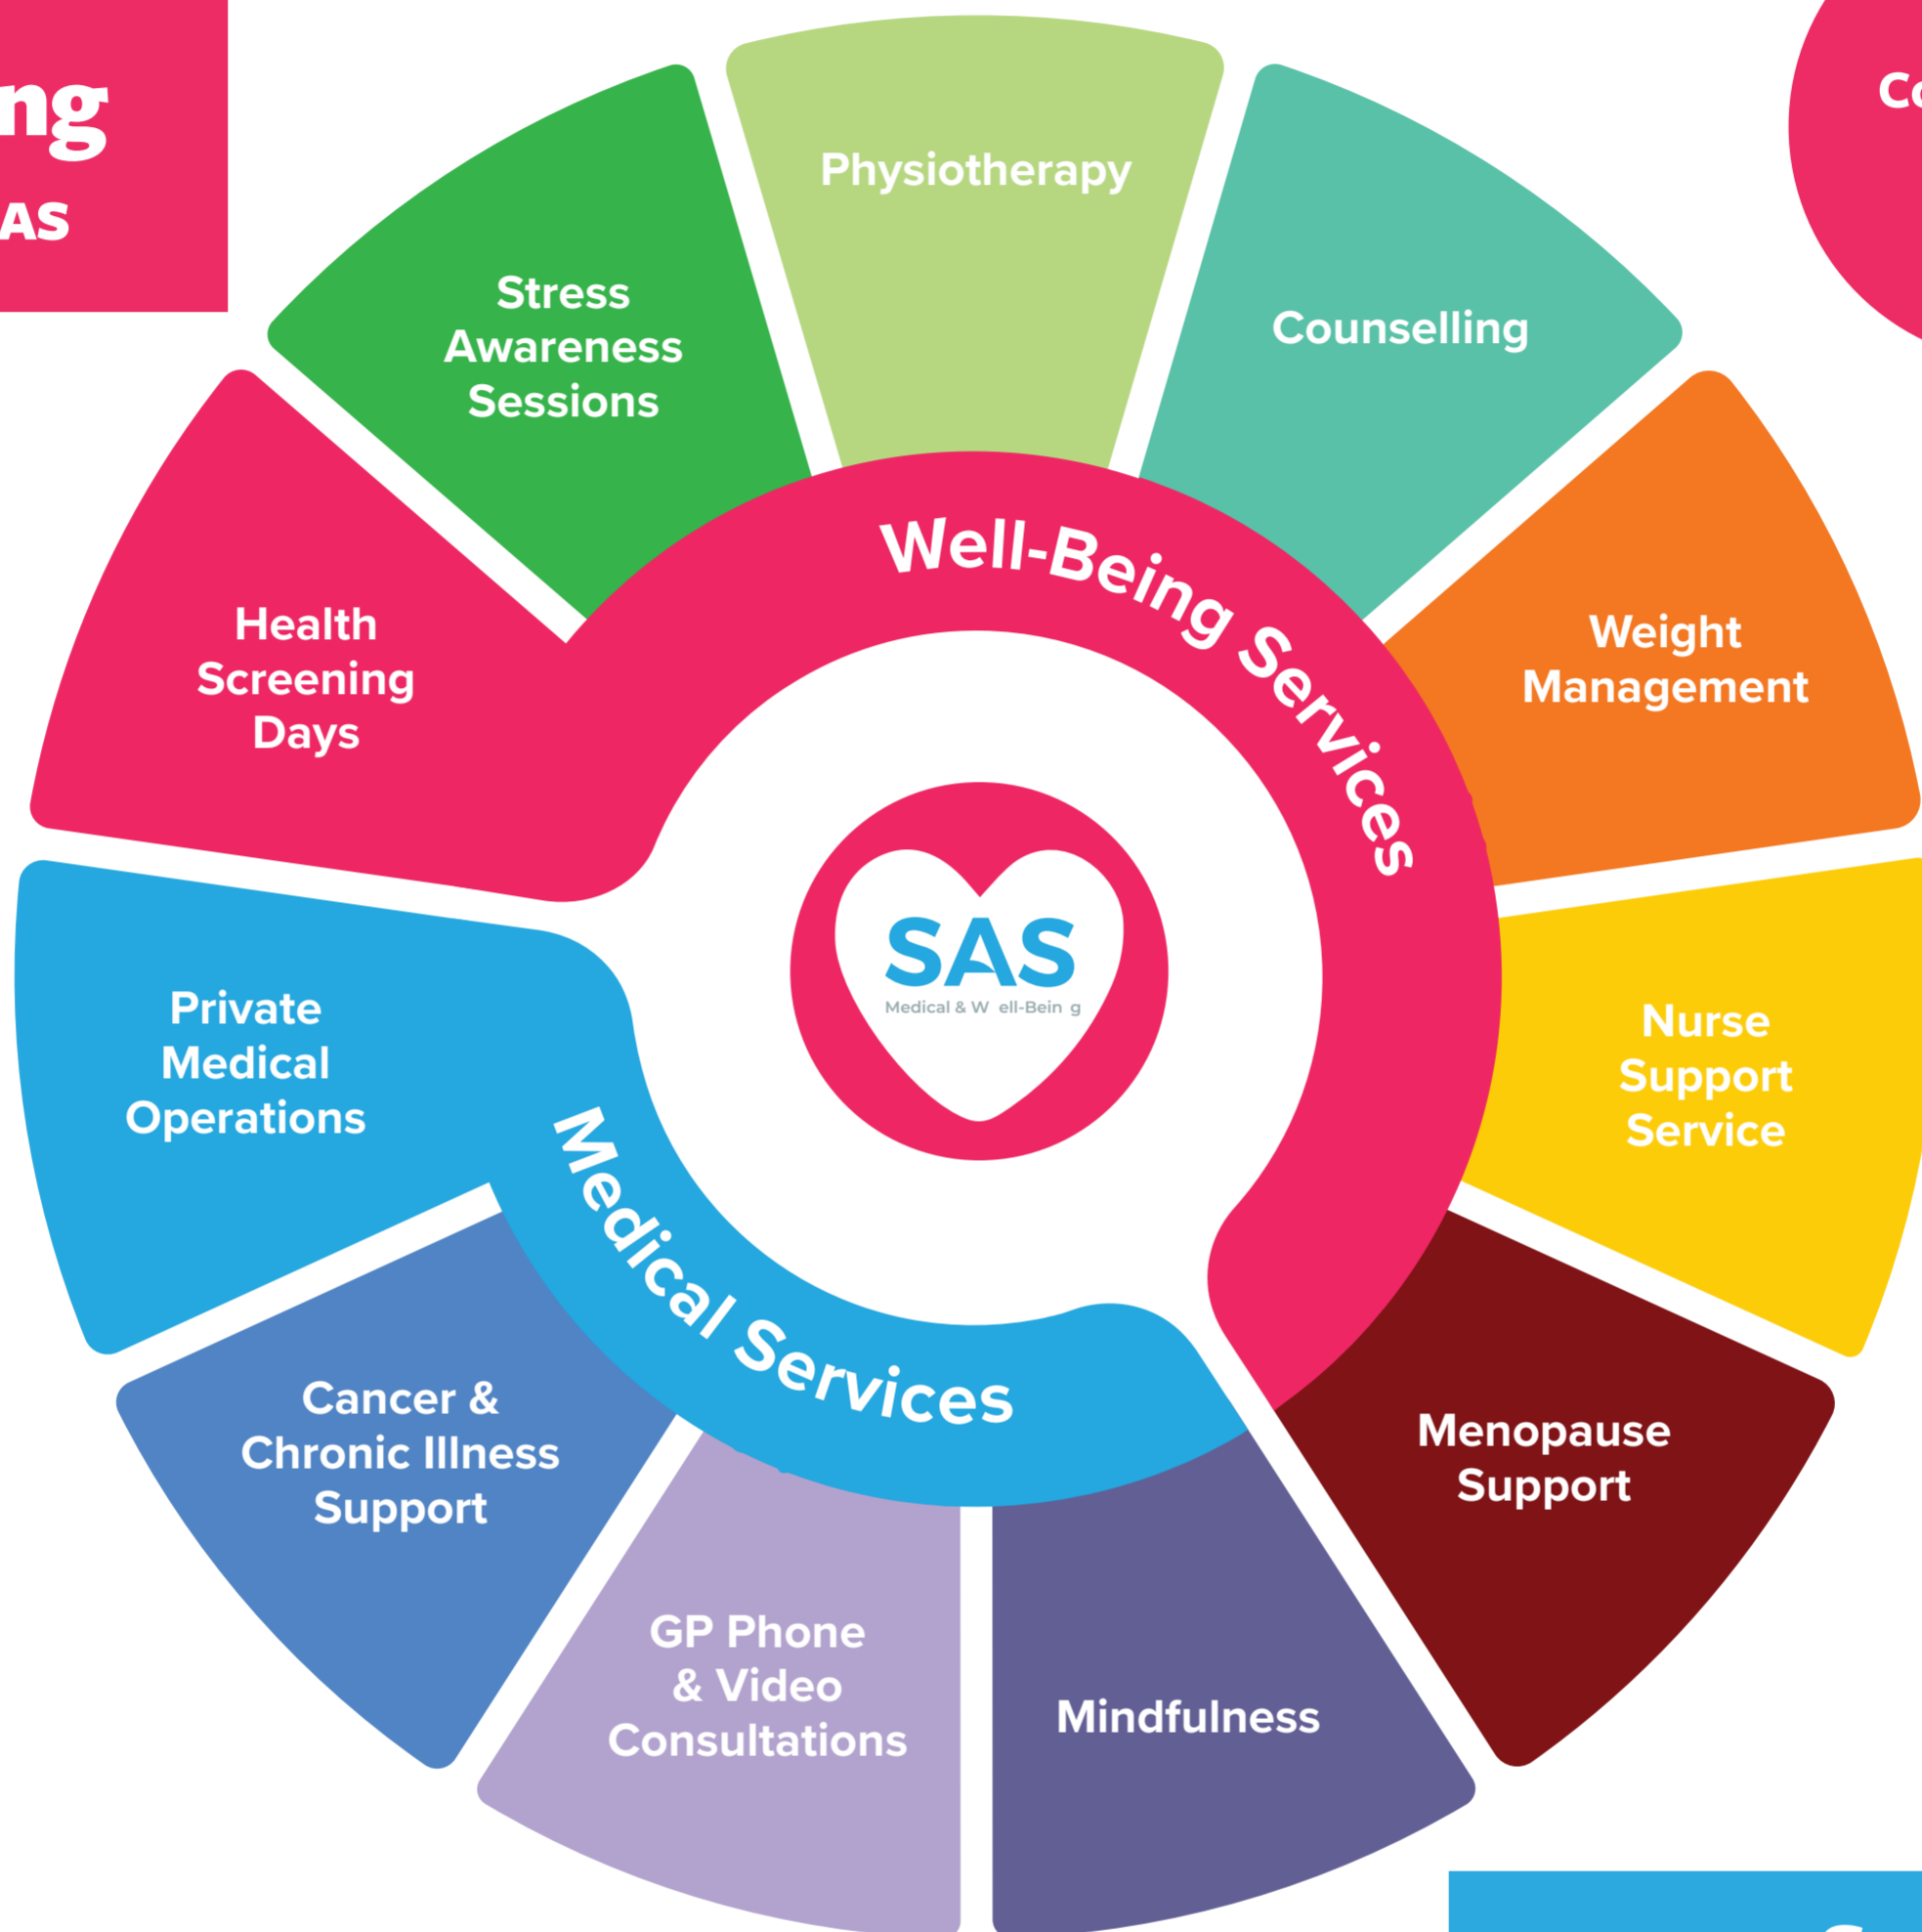 ng
AS
Co
Physiotherapy
Stress
Awareness
Sessions
Counselling
Health
Screening
Days
Weight
Management
Well-Being Services
Private
Medical
Operations
SAS
Medical & W ell-Bein g
Nurse
Support
Service
Medical Services
Cancer &
Chronic Illness
Support
Menopause
Support
GP Phone
& Video
Consultations
Mindfulness